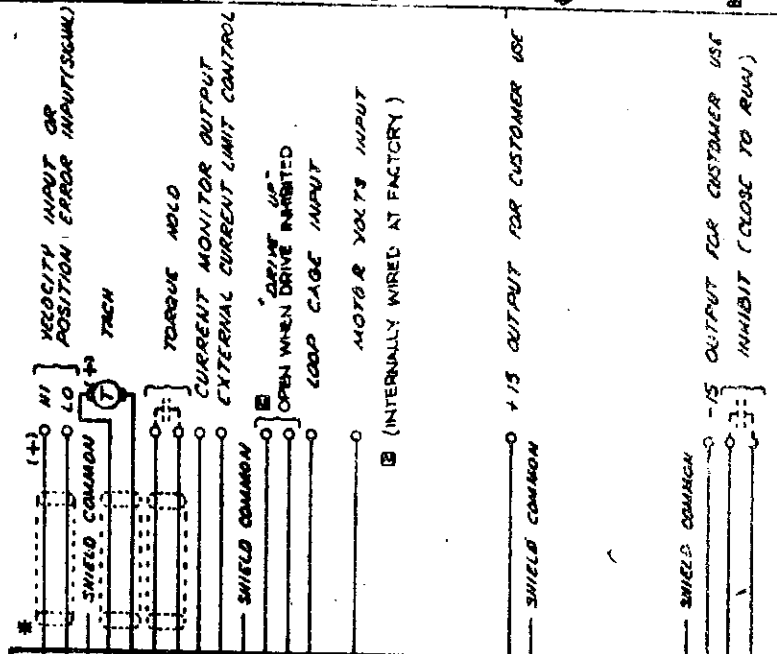 *
(+) HI
LO
VELOCITY INPUT OR
POSITION ERROR INPUT (SIGNAL)
SHIELD COMMON
(+)
T
TACH
TORQUE HOLD
CURRENT MONITOR OUTPUT
EXTERNAL CURRENT LIMIT CONTROL
SHIELD COMMON
2
"DRIVE UP"
OPEN WHEN DRIVE INHIBITED
LOOP CAGE INPUT
MOTOR VOLTS INPUT
2 (INTERNALLY WIRED AT FACTORY)
+15 OUTPUT FOR CUSTOMER USE
SHIELD COMMON
SHIELD COMMON
-15 OUTPUT FOR CUSTOMER USE
INHIBIT (CLOSE TO RUN)